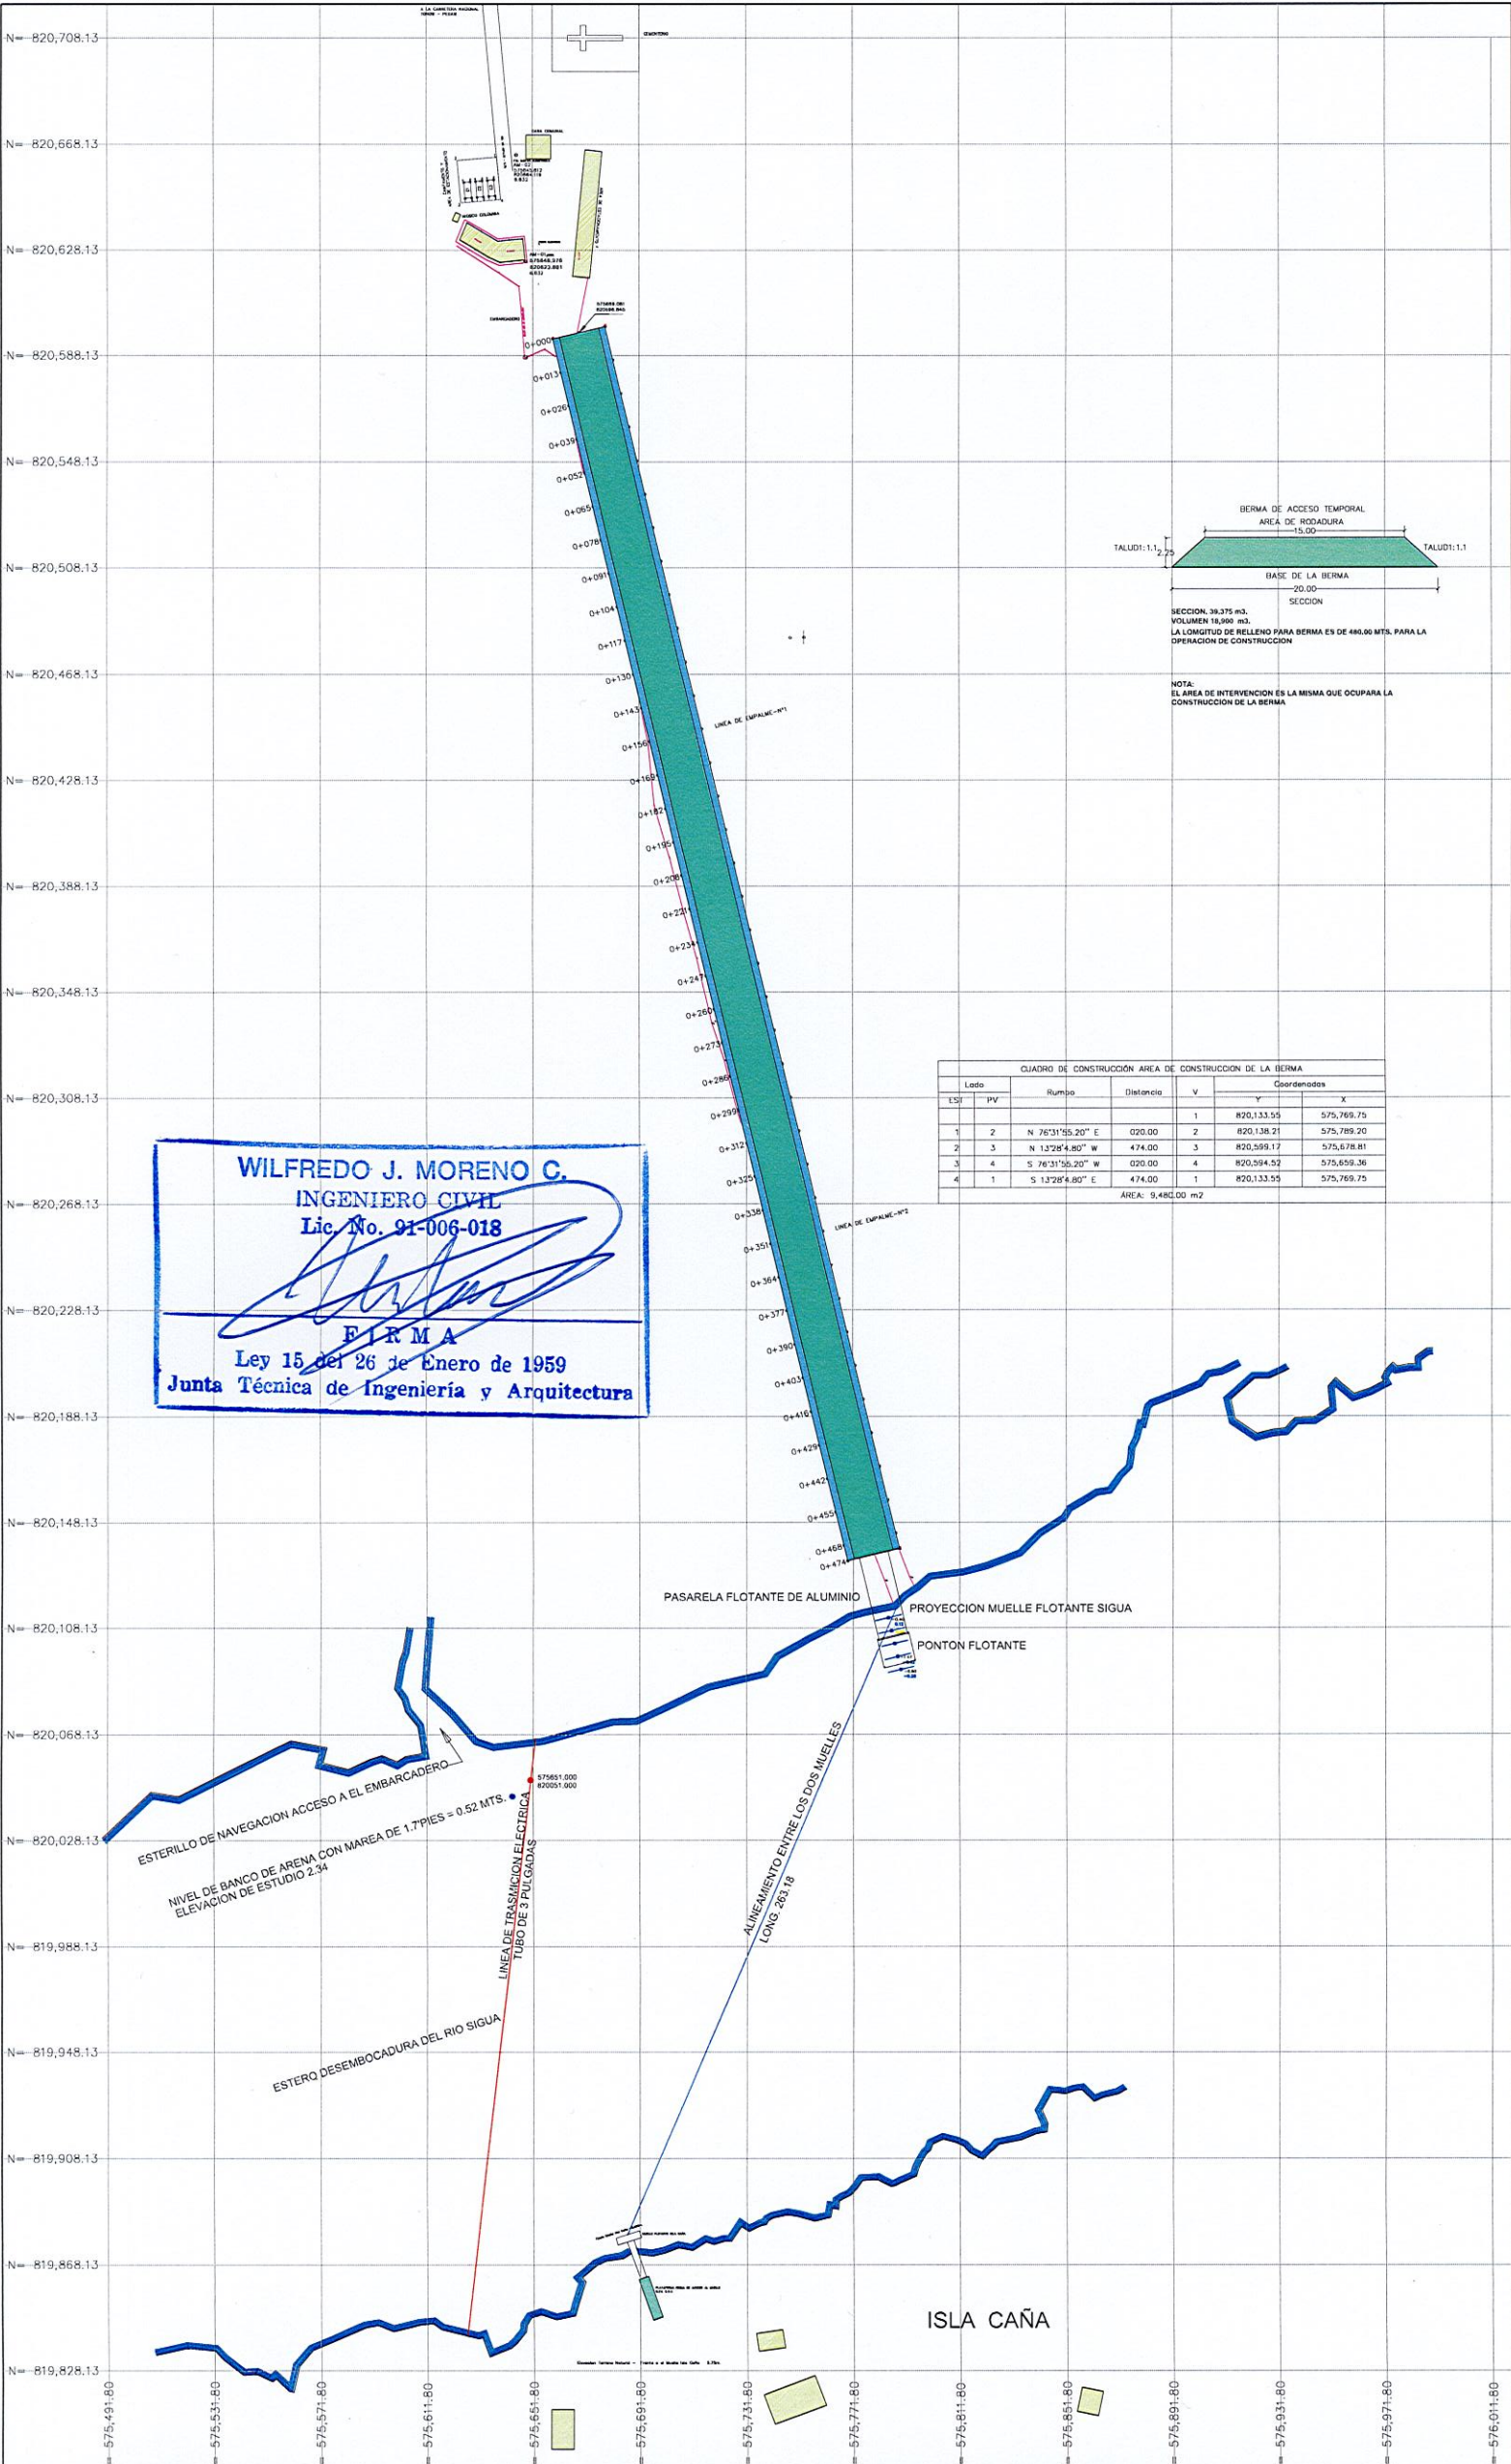 A LA CARRETERA NACIONAL
CEMENTERIO
N= 820,708.13
N= 820,668.13
N= 820,628.13
N= 820,588.13
N= 820,548.13
N= 820,508.13
N= 820,468.13
N= 820,428.13
N= 820,388.13
N= 820,348.13
N= 820,308.13
N= 820,268.13
N= 820,228.13
N= 820,188.13
N= 820,148.13
N= 820,108.13
N= 820,068.13
N= 820,028.13
N= 819,988.13
N= 819,948.13
N= 819,908.13
N= 819,868.13
N= 819,828.13
CASA COMUNAL
KIOSCO COLOMBIA
EMBARCADERO
0+000
0+013
0+026
0+039
0+052
0+065
0+078
0+091
0+104
0+117
0+130
0+143
0+156
0+169
0+182
0+195
0+208
0+221
0+234
0+247
0+260
0+273
0+286
0+299
0+312
0+325
0+338
0+351
0+364
0+377
0+390
0+403
0+416
0+429
0+442
0+455
0+468
0+474
LINEA DE EMPALME-N°1
LINEA DE EMPALME-N°2
BERMA DE ACCESO TEMPORAL
AREA DE RODADURA
15.00
TALUD1:1.1
2.25
TALUD1:1.1
BASE DE LA BERMA
20.00
SECCION
SECCION, 39,375 m3.
VOLUMEN 18,900 m3.
LA LOMGITUD DE RELLENO PARA BERMA ES DE 480.00 MTS. PARA LA
OPERACION DE CONSTRUCCION
NOTA:
EL AREA DE INTERVENCION ES LA MISMA QUE OCUPARA LA
CONSTRUCCION DE LA BERMA
CUADRO DE CONSTRUCCIÓN AREA DE CONSTRUCCION DE LA BERMA
Lado Rumbo Distancia V Coordenadas
EST PV Y X
1 820,133.55 575,769.75
1 2 N 76°31'55.20" E 020.00 2 820,138.21 575,789.20
2 3 N 13°28'4.80" W 474.00 3 820,599.17 575,678.81
3 4 S 76°31'55.20" W 020.00 4 820,594.52 575,659.36
4 1 S 13°28'4.80" E 474.00 1 820,133.55 575,769.75
ÁREA: 9,480.00 m2
WILFREDO J. MORENO C.
INGENIERO CIVIL
Lic. No. 91-006-018
FIRMA
Ley 15 del 26 de Enero de 1959
Junta Técnica de Ingeniería y Arquitectura
PASARELA FLOTANTE DE ALUMINIO
PROYECCION MUELLE FLOTANTE SIGUA
PONTON FLOTANTE
ESTERILLO DE NAVEGACION ACCESO A EL EMBARCADERO
NIVEL DE BANCO DE ARENA CON MAREA DE 1.7'PIES = 0.52 MTS.
ELEVACION DE ESTUDIO 2.34
575651,000
820051,000
LINEA DE TRASMICION ELECTRICA
TUBO DE 3 PULGADAS
ALINEAMIENTO ENTRE LOS DOS MUELLES
LONG. 263.18
ESTERO DESEMBOCADURA DEL RIO SIGUA
ISLA CAÑA
575,491.80
575,531.80
575,571.80
575,611.80
575,651.80
575,691.80
575,731.80
575,771.80
575,811.80
575,851.80
575,891.80
575,931.80
575,971.80
576,011.80